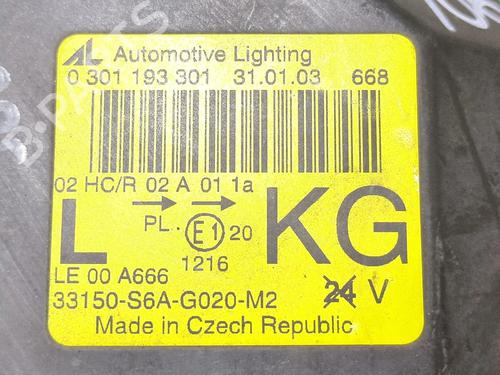 AL Automotive Lighting
0 301 193 301 31.01.03 668
02 HC/R 02 A 01 1a
L PL. E1 20 KG
1216
LE 00 A666
33150-S6A-G020-M2 24 V
Made in Czech Republic
B-PARTS